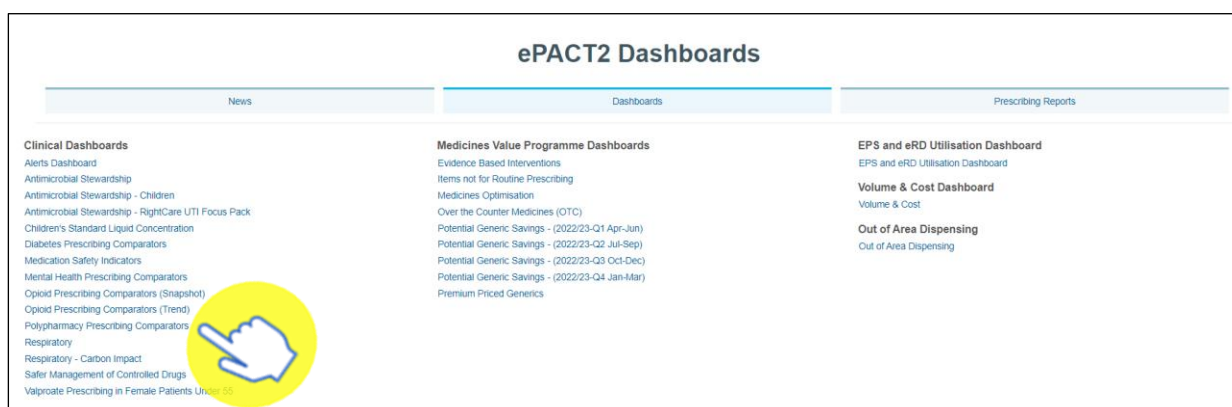 ePACT2 Dashboards
News
Dashboards
Prescribing Reports
Clinical Dashboards
Alerts Dashboard
Antimicrobial Stewardship
Antimicrobial Stewardship - Children
Antimicrobial Stewardship - RightCare UTI Focus Pack
Children's Standard Liquid Concentration
Diabetes Prescribing Comparators
Medication Safety Indicators
Mental Health Prescribing Comparators
Opioid Prescribing Comparators (Snapshot)
Opioid Prescribing Comparators (Trend)
Polypharmacy Prescribing Comparators
Respiratory
Respiratory - Carbon Impact
Safer Management of Controlled Drugs
Valproate Prescribing in Female Patients Under 55
Medicines Value Programme Dashboards
Evidence Based Interventions
Items not for Routine Prescribing
Medicines Optimisation
Over the Counter Medicines (OTC)
Potential Generic Savings - (2022/23-Q1 Apr-Jun)
Potential Generic Savings - (2022/23-Q2 Jul-Sep)
Potential Generic Savings - (2022/23-Q3 Oct-Dec)
Potential Generic Savings - (2022/23-Q4 Jan-Mar)
Premium Priced Generics
EPS and eRD Utilisation Dashboard
EPS and eRD Utilisation Dashboard
Volume & Cost Dashboard
Volume & Cost
Out of Area Dispensing
Out of Area Dispensing